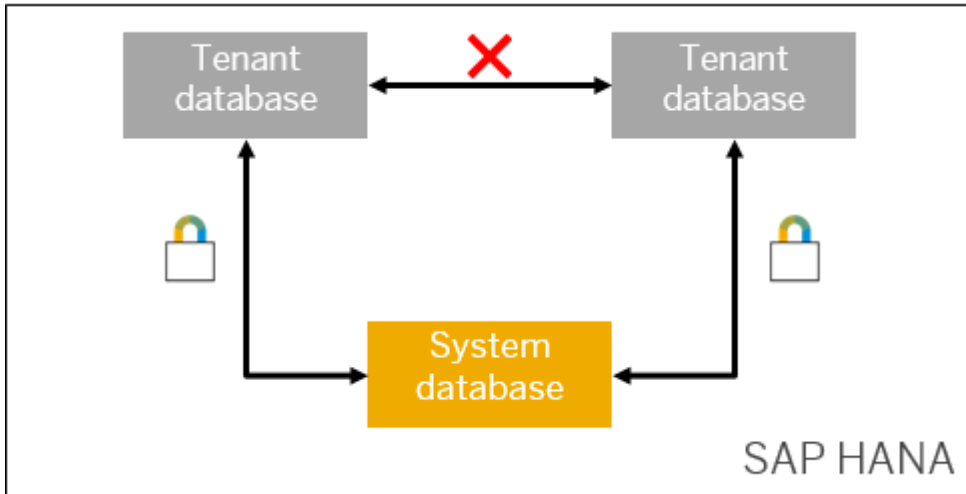 Tenant
database
Tenant
database
System
database
SAP HANA